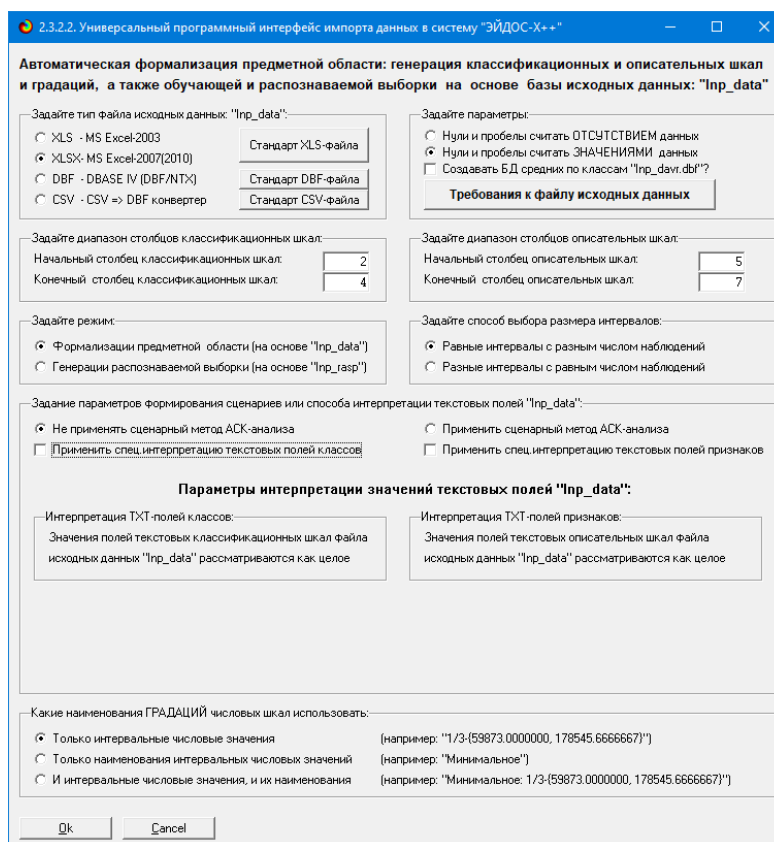 2.3.2.2. Универсальный программный интерфейс импорта данных в систему "ЭЙДОС-X++"
Автоматическая формализация предметной области: генерация классификационных и описательных шкал
и градаций, а также обучающей и распознаваемой выборки на основе базы исходных данных: "Inp_data"
Задайте тип файла исходных данных: "Inp_data":
XLS - MS Excel-2003
XLSX- MS Excel-2007(2010)
DBF - DBASE IV (DBF/NTX)
CSV - CSV => DBF конвертер
Стандарт XLS-файла
Стандарт DBF-файла
Стандарт CSV-файла
Задайте параметры:
Нули и пробелы считать ОТСУТСТВИЕМ данных
Нули и пробелы считать ЗНАЧЕНИЯМИ данных
Создавать БД средних по классам "Inp_davr.dbf"?
Требования к файлу исходных данных
Задайте диапазон столбцов классификационных шкал:
Начальный столбец классификационных шкал: 2
Конечный столбец классификационных шкал: 4
Задайте диапазон столбцов описательных шкал:
Начальный столбец описательных шкал: 5
Конечный столбец описательных шкал: 7
Задайте режим:
Формализации предметной области (на основе "Inp_data")
Генерации распознаваемой выборки (на основе "Inp_rasp")
Задайте способ выбора размера интервалов:
Равные интервалы с разным числом наблюдений
Разные интервалы с равным числом наблюдений
Задание параметров формирования сценариев или способа интерпретации текстовых полей "Inp_data":
Не применять сценарный метод АСК-анализа
Применить спец.интерпретацию текстовых полей классов
Применить сценарный метод АСК-анализа
Применить спец.интерпретацию текстовых полей признаков
Параметры интерпретации значений текстовых полей "Inp_data":
Интерпретация TXT-полей классов:
Значения полей текстовых классификационных шкал файла
исходных данных "Inp_data" рассматриваются как целое
Интерпретация TXT-полей признаков:
Значения полей текстовых описательных шкал файла
исходных данных "Inp_data" рассматриваются как целое
Какие наименования ГРАДАЦИЙ числовых шкал использовать:
Только интервальные числовые значения (например: "1/3-{59873.0000000, 178545.6666667}")
Только наименования интервальных числовых значений (например: "Минимальное")
И интервальные числовые значения, и их наименования (например: "Минимальное: 1/3-{59873.0000000, 178545.6666667}")
Ok
Cancel